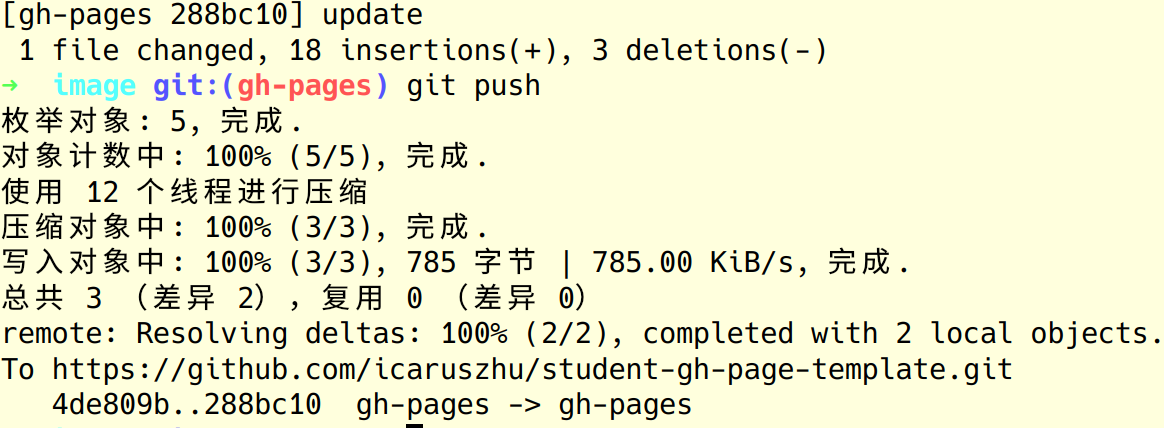 [gh-pages 288bc10] update
1 file changed, 18 insertions(+), 3 deletions(-)
→ image git:(gh-pages) git push
枚举对象: 5, 完成.
对象计数中: 100% (5/5), 完成.
使用 12 个线程进行压缩
压缩对象中: 100% (3/3), 完成.
写入对象中: 100% (3/3), 785 字节 | 785.00 KiB/s, 完成.
总共 3 （差异 2），复用 0 （差异 0）
remote: Resolving deltas: 100% (2/2), completed with 2 local objects.
To https://github.com/icaruszhu/student-gh-page-template.git
4de809b..288bc10 gh-pages -> gh-pages